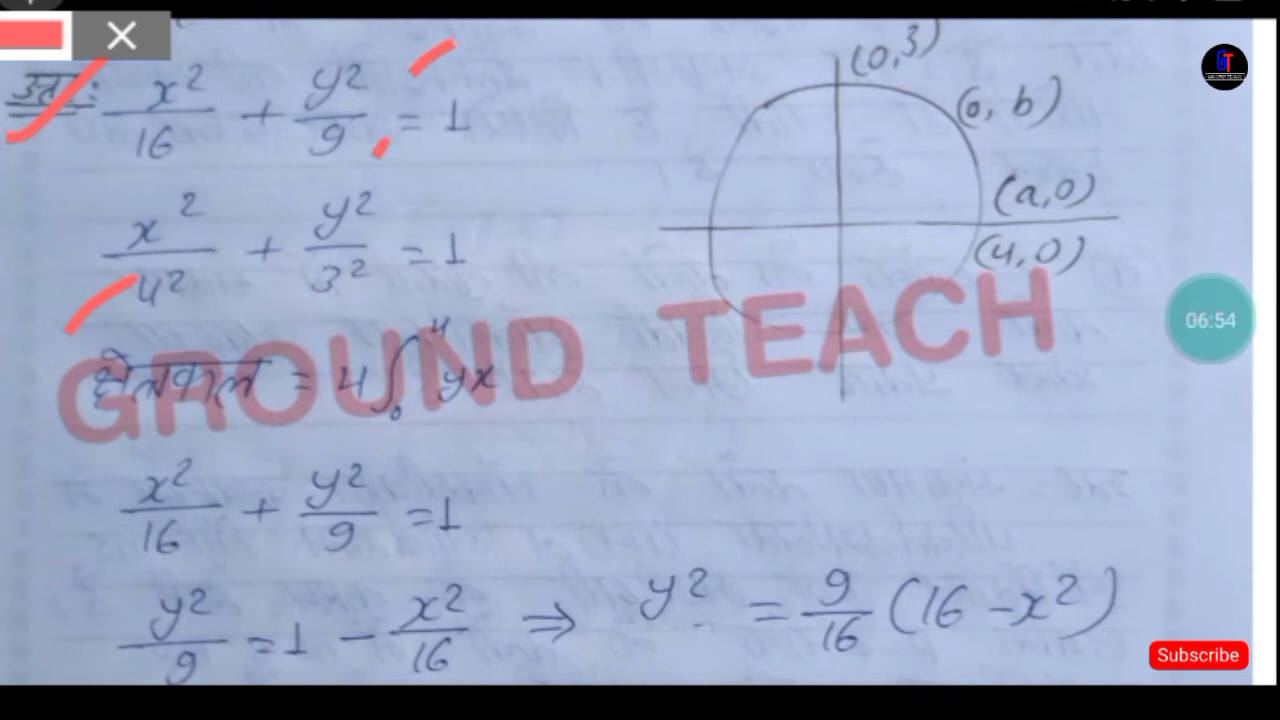 (0,3)
उत्तर:
x²/16 + y²/9 = 1
(0, b)
x²/4² + y²/3² = 1
(a,0)
(4,0)
06:54
GROUND TEACH
क्षेत्रफल = 4∫₀⁴ yx
x²/16 + y²/9 = 1
y²/9 = 1 - x²/16 ⇒ y² = 9/16 (16 - x²)
Subscribe